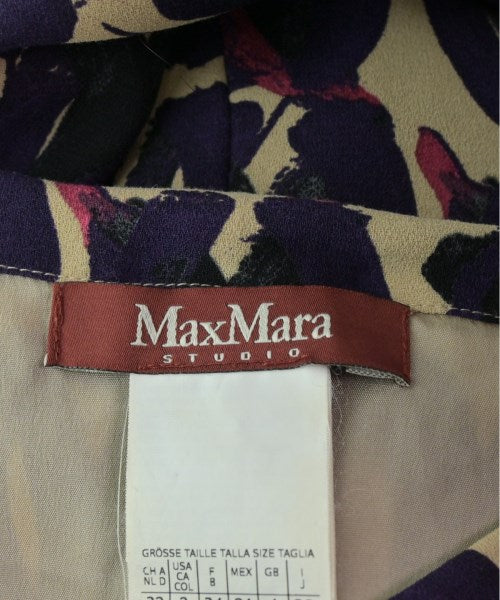 MaxMara
STUDIO
GRÖSSE TAILLE TALLA SIZE TAGLIA
CH A USA F MEX GB I
NL D CA B J
COL